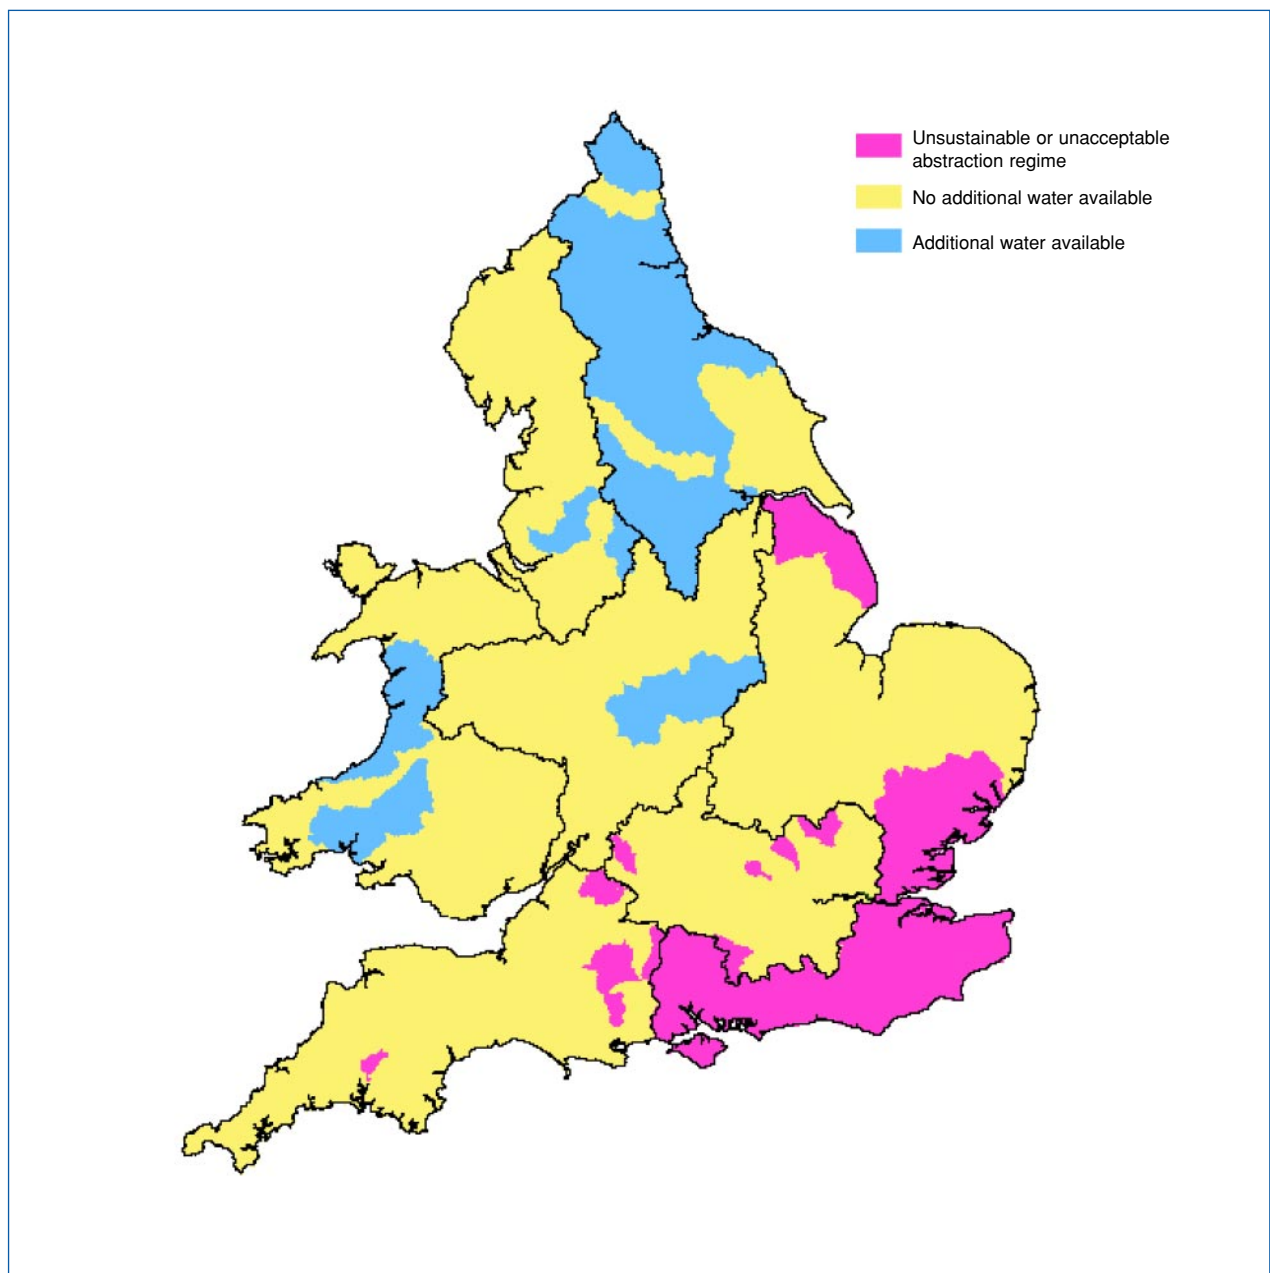 Unsustainable or unacceptable
abstraction regime
No additional water available
Additional water available